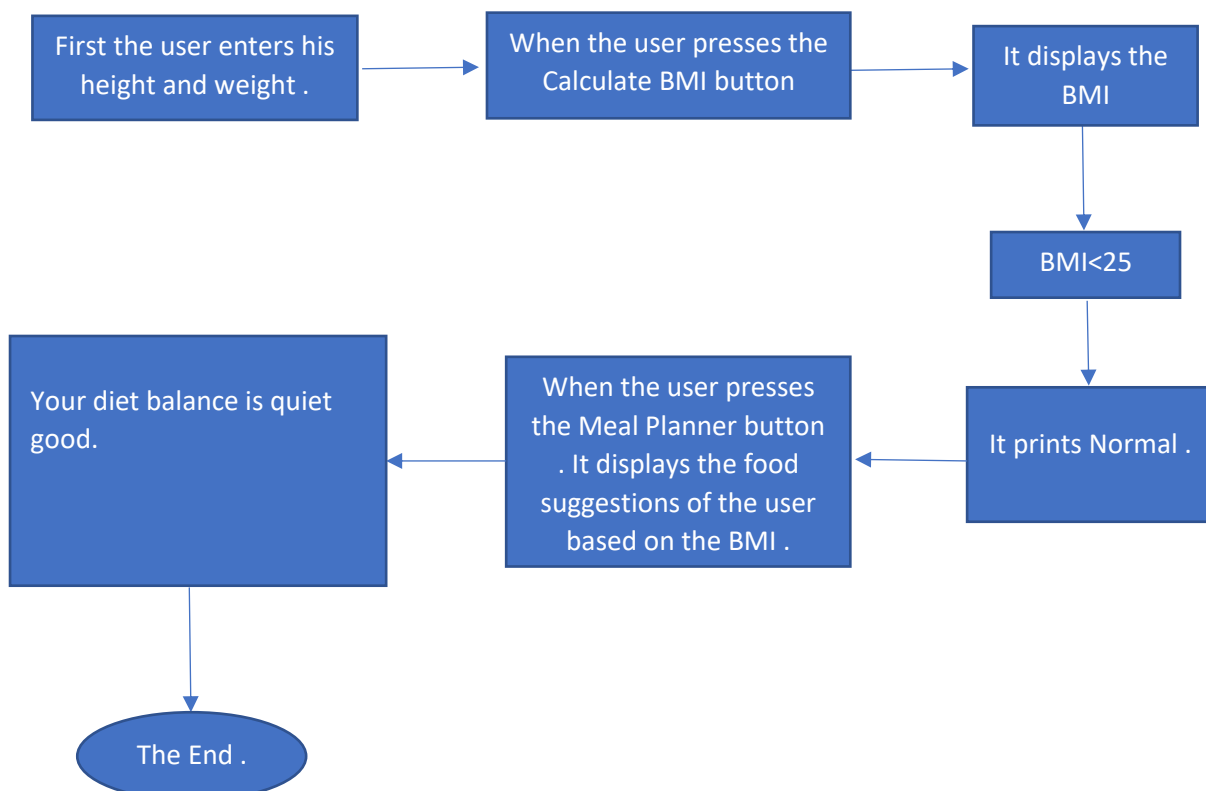 First the user enters his
height and weight .
When the user presses the
Calculate BMI button
It displays the
BMI
BMI<25
It prints Normal .
When the user presses
the Meal Planner button
. It displays the food
suggestions of the user
based on the BMI .
Your diet balance is quiet
good.
The End .